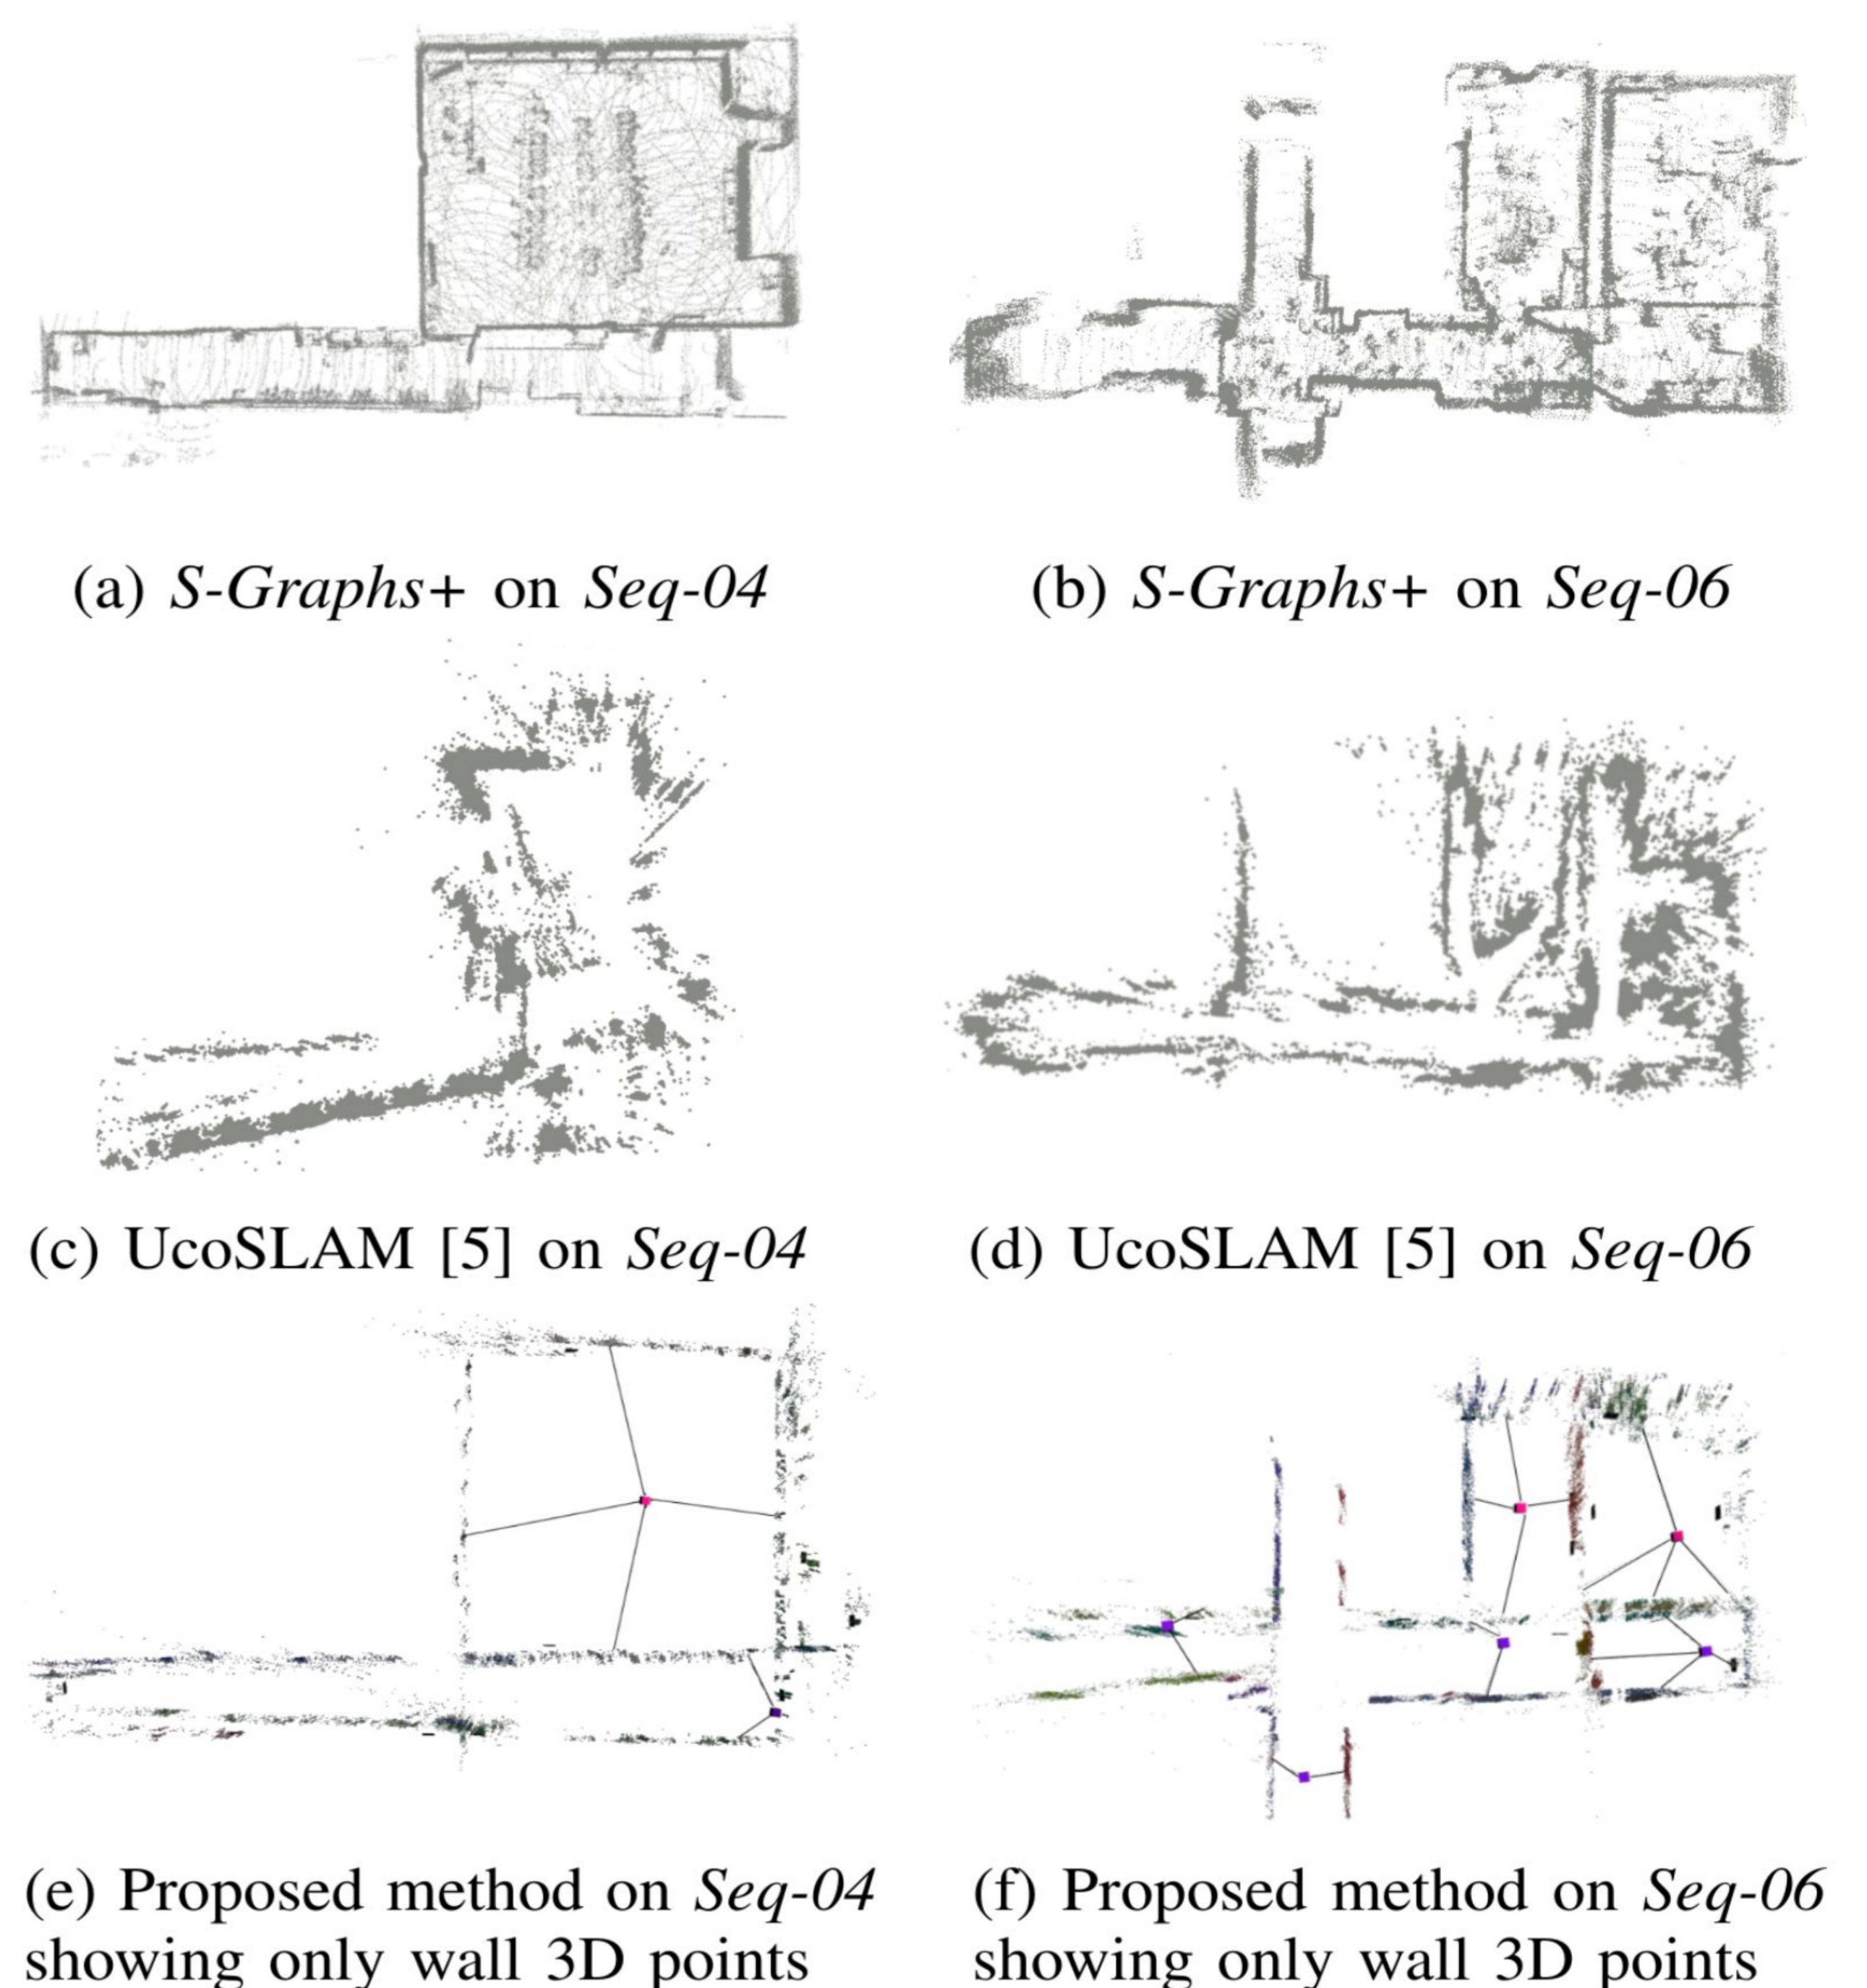 (a) S-Graphs+ on Seq-04
(b) S-Graphs+ on Seq-06
(c) UcoSLAM [5] on Seq-04
(d) UcoSLAM [5] on Seq-06
(e) Proposed method on Seq-04
showing only wall 3D points
(f) Proposed method on Seq-06
showing only wall 3D points